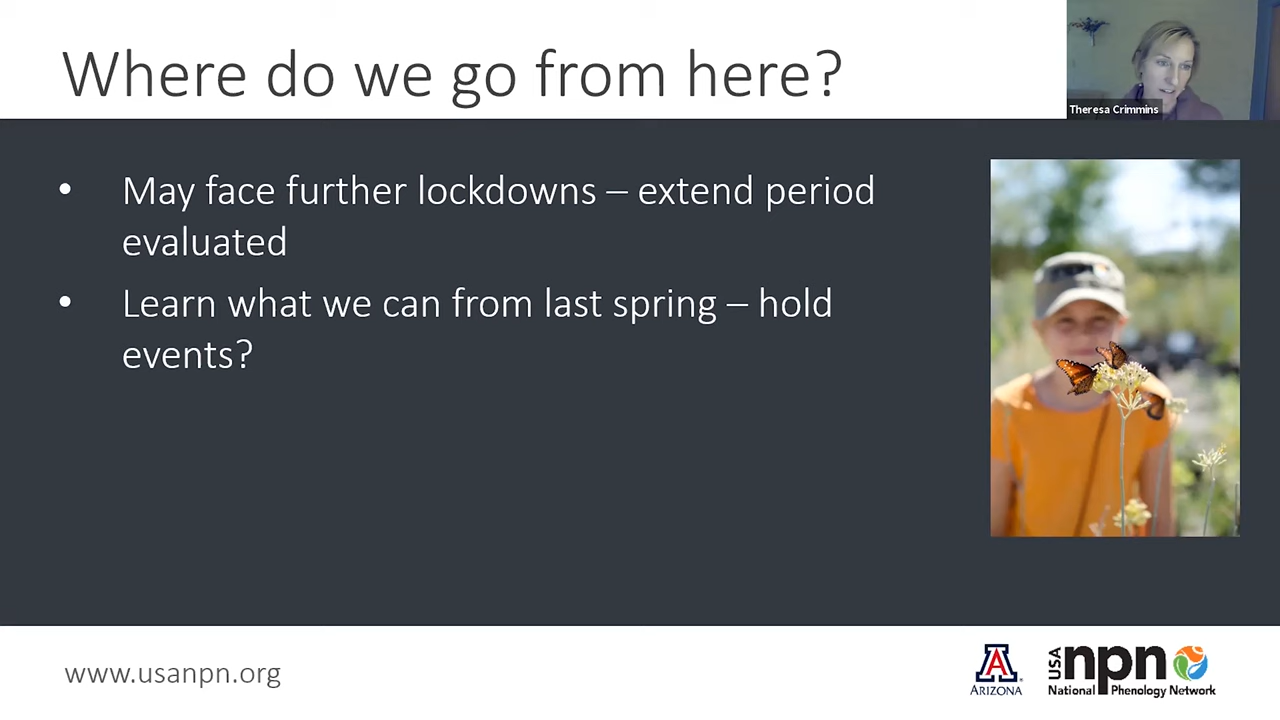 Where do we go from here?
Theresa Crimmins
• May face further lockdowns – extend period
evaluated
• Learn what we can from last spring – hold
events?
www.usanpn.org
A
ARIZONA
USA
npn
National Phenology Network